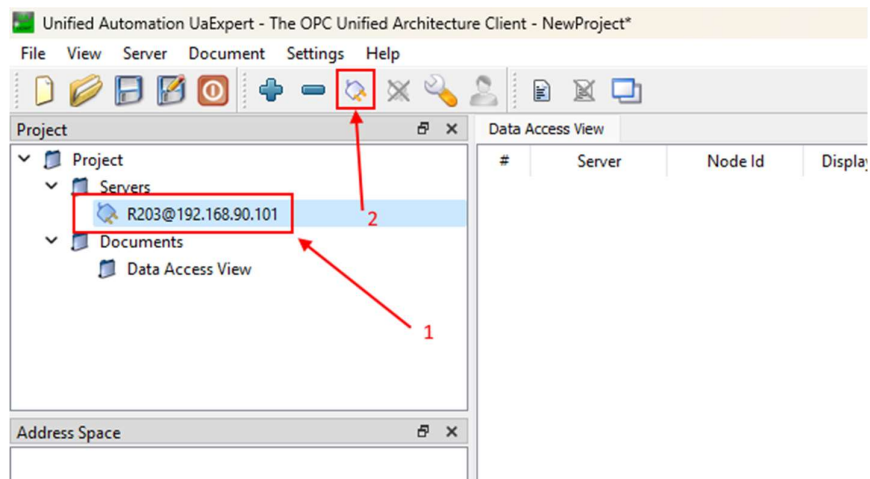 Unified Automation UaExpert - The OPC Unified Architecture Client - NewProject*
File View Server Document Settings Help
Project
Data Access View
Project
# Server Node Id Display
Servers
R203@192.168.90.101
2
Documents
Data Access View
1
Address Space